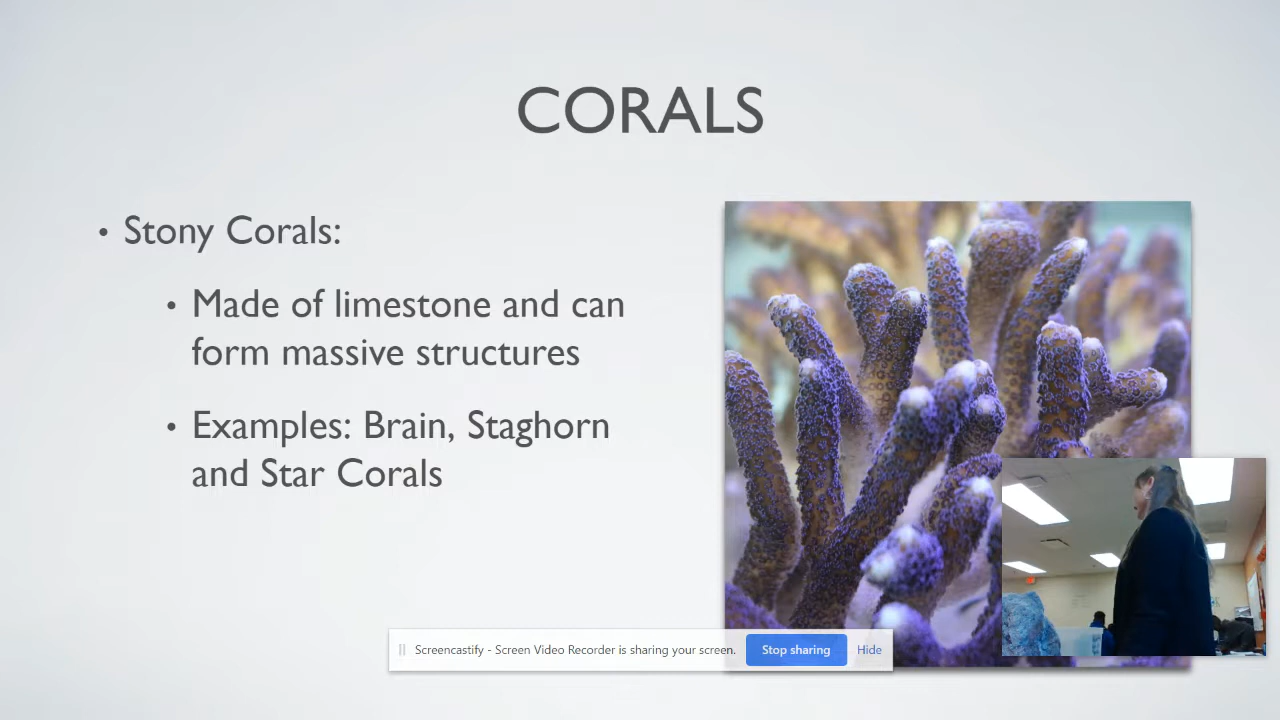 CORALS
• Stony Corals:
• Made of limestone and can
form massive structures
• Examples: Brain, Staghorn
and Star Corals
Screencastify - Screen Video Recorder is sharing your screen.
Stop sharing
Hide